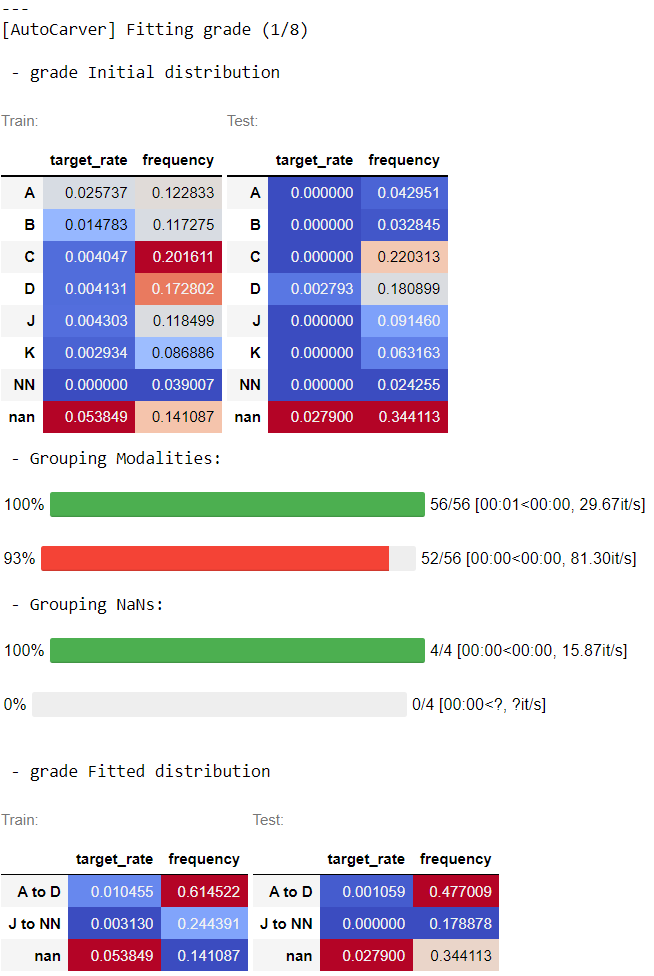 ---
[AutoCarver] Fitting grade (1/8)
- grade Initial distribution
Train: Test:
target_rate frequency target_rate frequency
A 0.025737 0.122833 A 0.000000 0.042951
B 0.014783 0.117275 B 0.000000 0.032845
C 0.004047 0.201611 C 0.000000 0.220313
D 0.004131 0.172802 D 0.002793 0.180899
J 0.004303 0.118499 J 0.000000 0.091460
K 0.002934 0.086886 K 0.000000 0.063163
NN 0.000000 0.039007 NN 0.000000 0.024255
nan 0.053849 0.141087 nan 0.027900 0.344113
- Grouping Modalities:
100% 56/56 [00:01<00:00, 29.67it/s]
93% 52/56 [00:00<00:00, 81.30it/s]
- Grouping NaNs:
100% 4/4 [00:00<00:00, 15.87it/s]
0% 0/4 [00:00<?, ?it/s]
- grade Fitted distribution
Train: Test:
target_rate frequency target_rate frequency
A to D 0.010455 0.614522 A to D 0.001059 0.477009
J to NN 0.003130 0.244391 J to NN 0.000000 0.178878
nan 0.053849 0.141087 nan 0.027900 0.344113